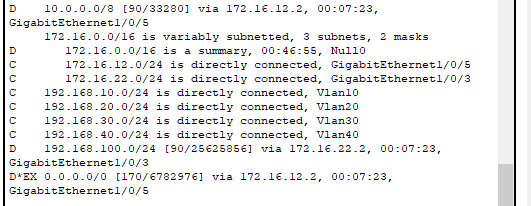 D    10.0.0.0/8 [90/33280] via 172.16.12.2, 00:07:23,
GigabitEthernet1/0/5
     172.16.0.0/16 is variably subnetted, 3 subnets, 2 masks
D       172.16.0.0/16 is a summary, 00:46:55, Null0
C       172.16.12.0/24 is directly connected, GigabitEthernet1/0/5
C       172.16.22.0/24 is directly connected, GigabitEthernet1/0/3
C    192.168.10.0/24 is directly connected, Vlan10
C    192.168.20.0/24 is directly connected, Vlan20
C    192.168.30.0/24 is directly connected, Vlan30
C    192.168.40.0/24 is directly connected, Vlan40
D    192.168.100.0/24 [90/25625856] via 172.16.22.2, 00:07:23,
GigabitEthernet1/0/3
D*EX 0.0.0.0/0 [170/6782976] via 172.16.12.2, 00:07:23,
GigabitEthernet1/0/5